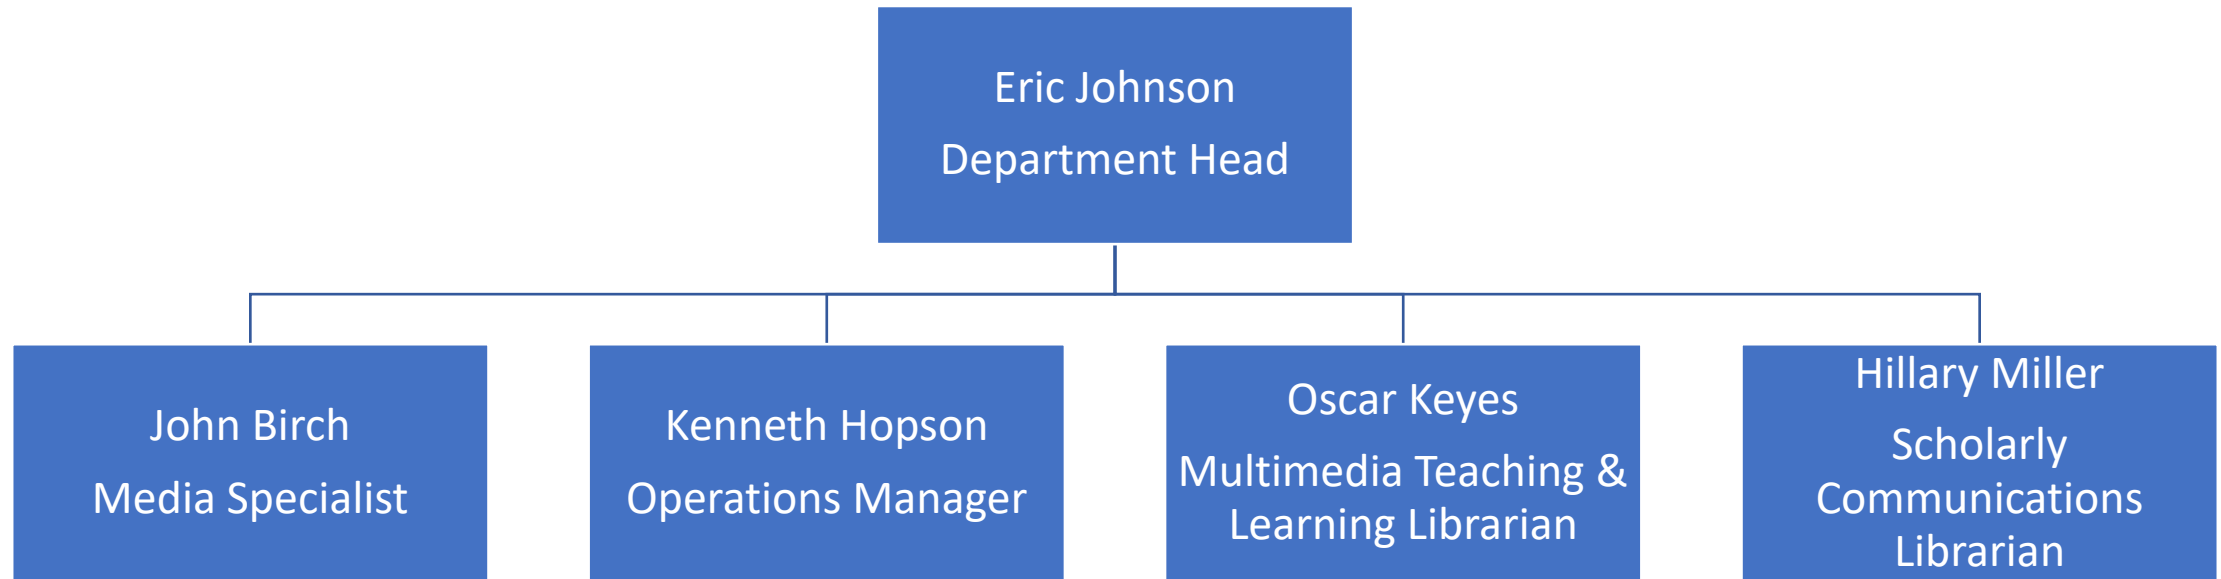 Eric Johnson
Department Head
John Birch
Media Specialist
Kenneth Hopson
Operations Manager
Oscar Keyes
Multimedia Teaching &
Learning Librarian
Hillary Miller
Scholarly
Communications
Librarian